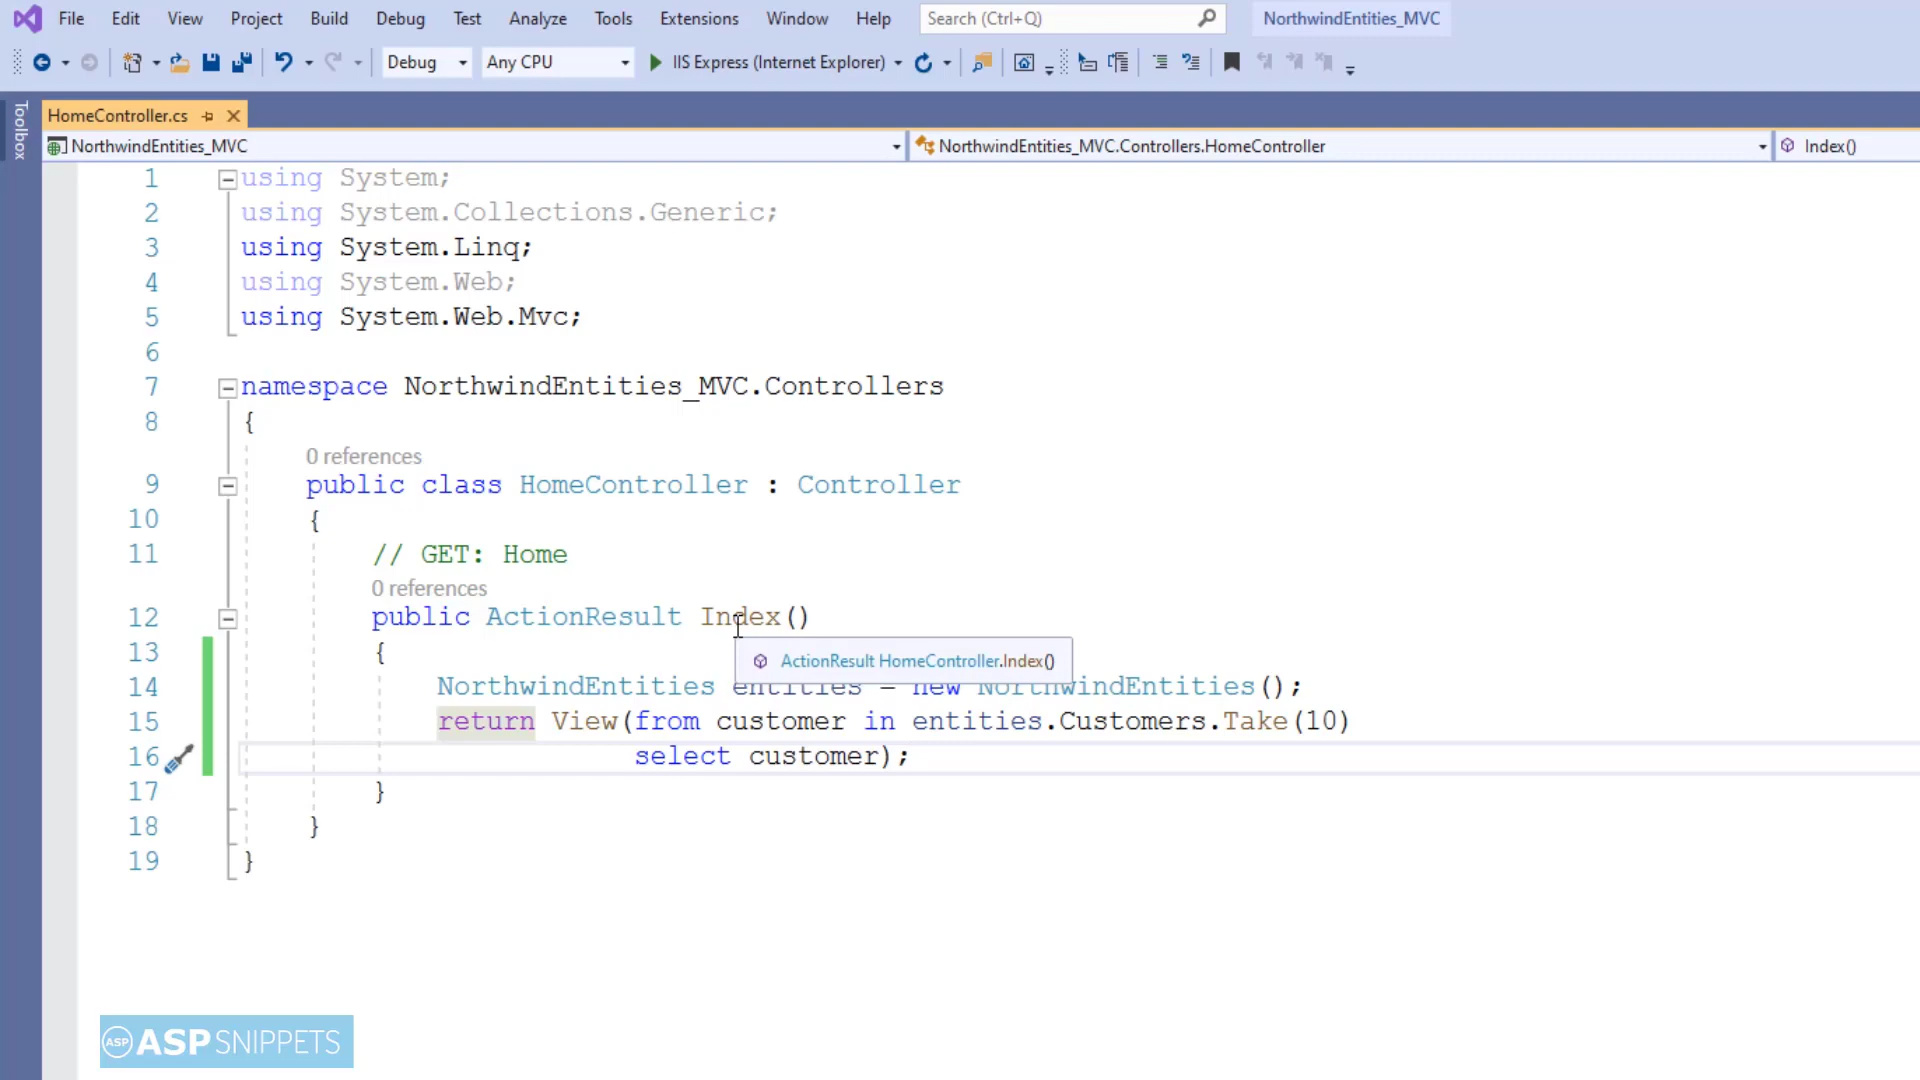 File Edit View Project Build Debug Test Analyze Tools Extensions Window Help Search (Ctrl+Q) NorthwindEntities_MVC
Debug Any CPU IIS Express (Internet Explorer)
Toolbox
HomeController.cs
NorthwindEntities_MVC NorthwindEntities_MVC.Controllers.HomeController Index()
1 using System;
2 using System.Collections.Generic;
3 using System.Linq;
4 using System.Web;
5 using System.Web.Mvc;
6
7 namespace NorthwindEntities_MVC.Controllers
8 {
0 references
9 public class HomeController : Controller
10 {
11 // GET: Home
0 references
12 public ActionResult Index()
13 {
ActionResult HomeController.Index()
14 NorthwindEntities entities = new NorthwindEntities();
15 return View(from customer in entities.Customers.Take(10)
16 select customer);
17 }
18 }
19 }
ASP ASPSNIPPETS